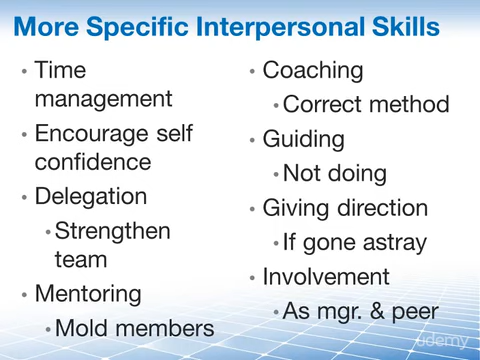 More Specific Interpersonal Skills
• Time
management
• Encourage self
confidence
• Delegation
• Strengthen
team
• Mentoring
• Mold members
• Coaching
• Correct method
• Guiding
• Not doing
• Giving direction
• If gone astray
• Involvement
• As mgr. & peer
udemy